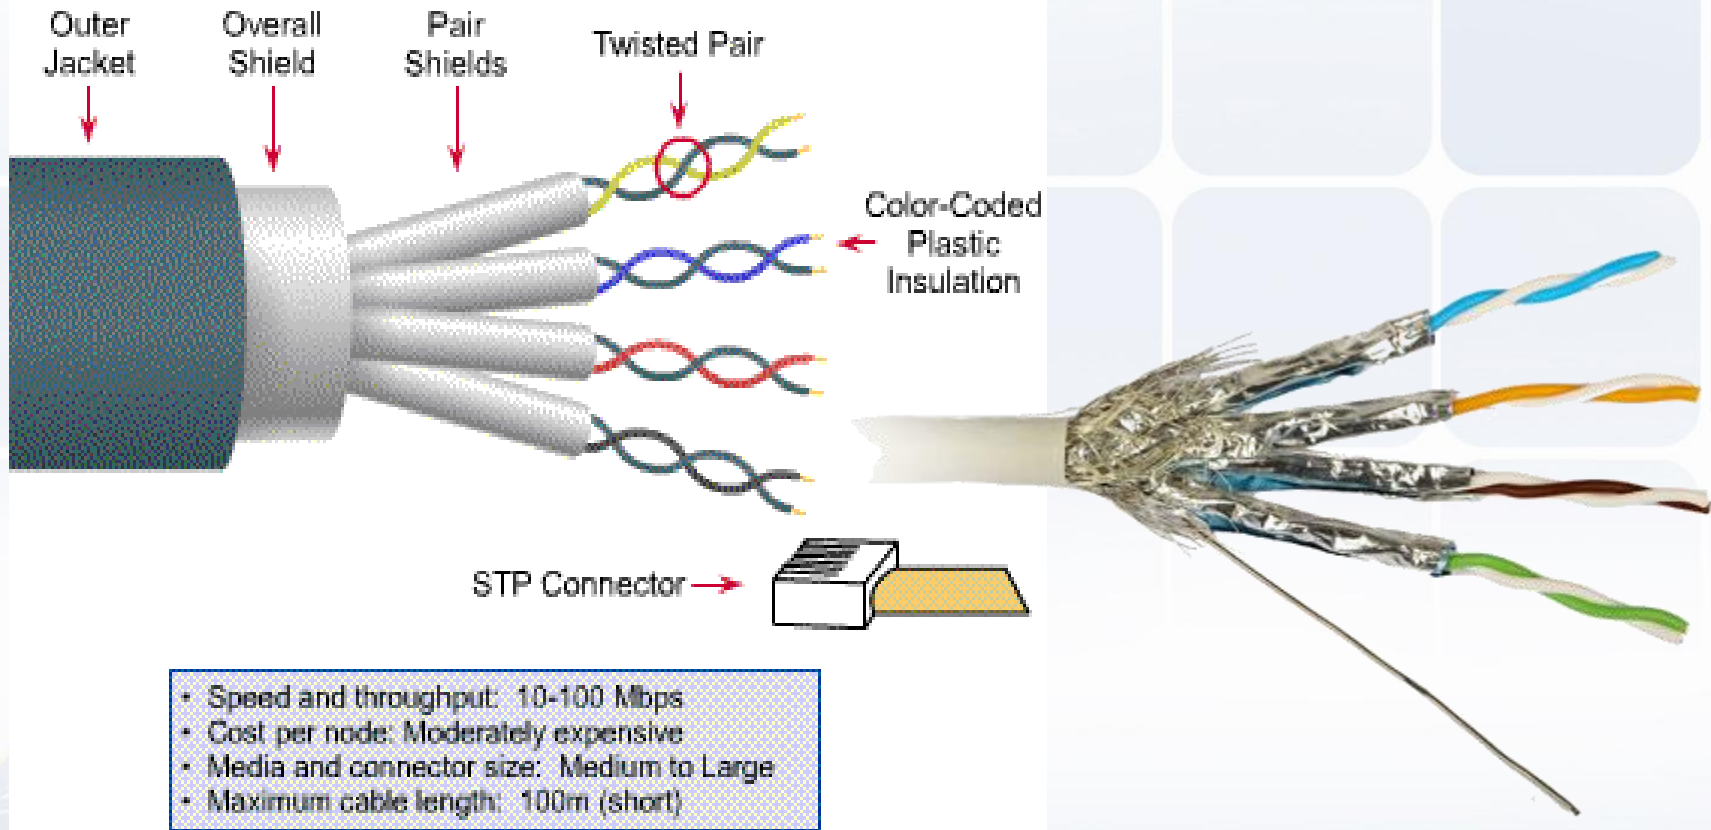 Outer
Jacket
Overall
Shield
Pair
Shields
Twisted Pair
Color-Coded
Plastic
Insulation
STP Connector
• Speed and throughput: 10-100 Mbps
• Cost per node: Moderately expensive
• Media and connector size: Medium to Large
• Maximum cable length: 100m (short)